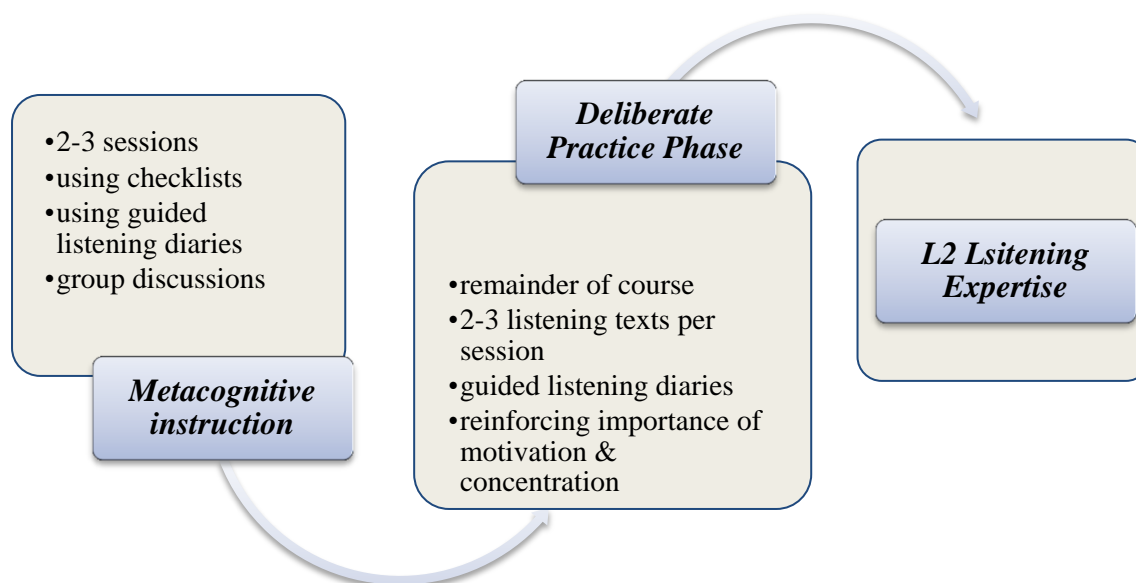 •2-3 sessions
•using checklists
•using guided
listening diaries
•group discussions
Metacognitive
instruction
Deliberate
Practice Phase
•remainder of course
•2-3 listening texts per
session
•guided listening diaries
•reinforcing importance of
motivation &
concentration
L2 Lsitening
Expertise